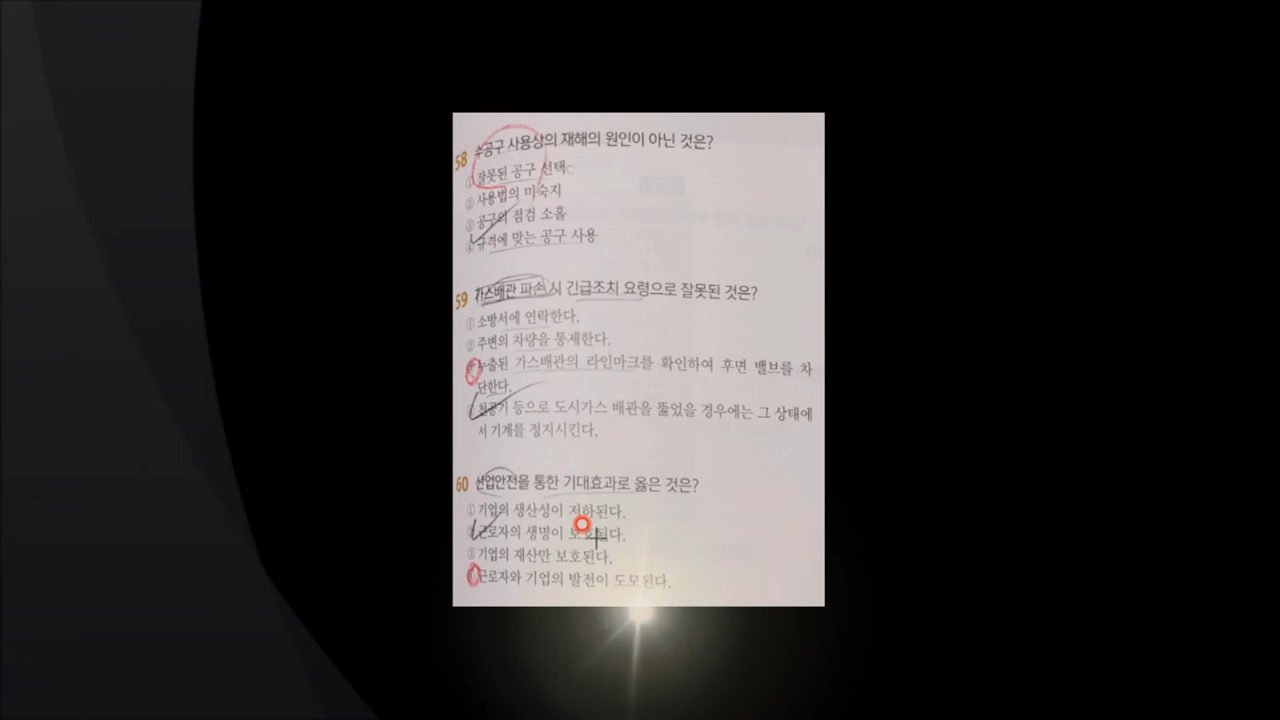 58 수공구 사용상의 재해의 원인이 아닌 것은?
① 잘못된 공구 선택
② 사용법의 미숙지
③ 공구의 점검 소홀
④ 규격에 맞는 공구 사용
59 가스배관 파손 시 긴급조치 요령으로 잘못된 것은?
① 소방서에 연락한다.
② 주변의 차량을 통제한다.
누출된 가스배관의 라인마크를 확인하여 후면 밸브를 차
단한다.
천공기 등으로 도시가스 배관을 뚫었을 경우에는 그 상태에
서 기계를 정지시킨다.
60 산업안전을 통한 기대효과로 옳은 것은?
① 기업의 생산성이 저하된다.
② 근로자의 생명이 보호된다.
③ 기업의 재산만 보호된다.
근로자와 기업의 발전이 도모된다.